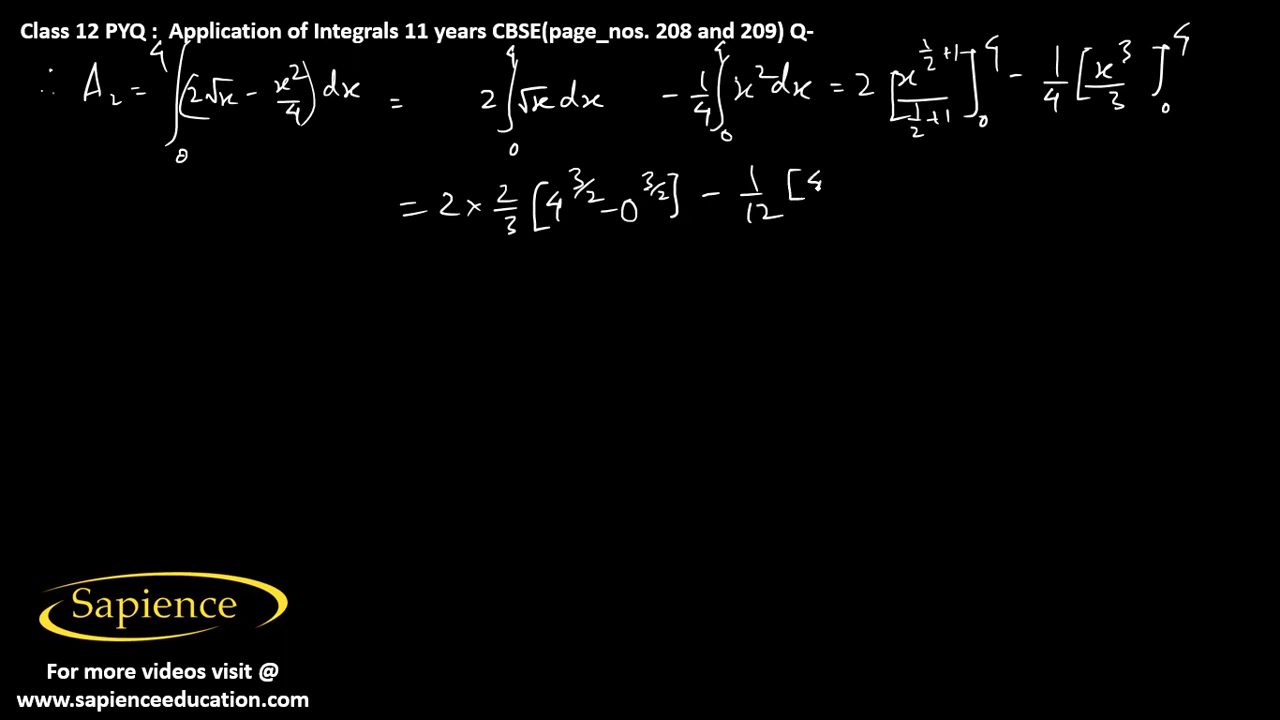 Class 12 PYQ : Application of Integrals 11 years CBSE(page_nos. 208 and 209) Q-
∴ A₂ = ∫₀⁴ (2√x - x²/4) dx = 2 ∫₀⁴ √x dx - 1/4 ∫₀⁴ x² dx = 2 [x^(1/2+1)/(1/2+1)]₀⁴ - 1/4 [x³/3]₀⁴
= 2 × 2/3 [4^(3/2) - 0^(3/2)] - 1/12 [4
Sapience
For more videos visit @
www.sapienceeducation.com